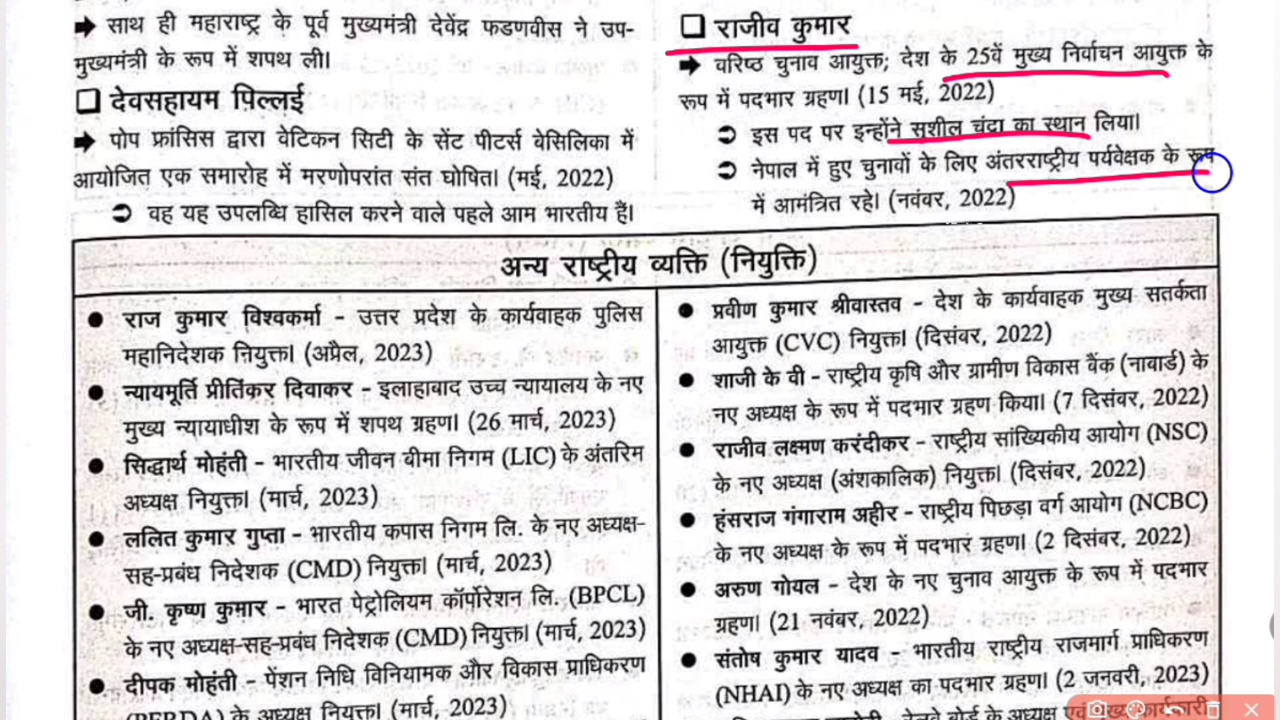 ➡ साथ ही महाराष्ट्र के पूर्व मुख्यमंत्री देवेंद्र फडणवीस ने उप-
मुख्यमंत्री के रूप में शपथ ली।
❑ देवसहायम पिल्लई
➡ पोप फ्रांसिस द्वारा वेटिकन सिटी के सेंट पीटर्स बेसिलिका में
आयोजित एक समारोह में मरणोपरांत संत घोषित। (मई, 2022)
➲ वह यह उपलब्धि हासिल करने वाले पहले आम भारतीय हैं।
❑ राजीव कुमार
➡ वरिष्ठ चुनाव आयुक्त; देश के 25वें मुख्य निर्वाचन आयुक्त के
रूप में पदभार ग्रहण। (15 मई, 2022)
➲ इस पद पर इन्होंने सुशील चंद्रा का स्थान लिया।
➲ नेपाल में हुए चुनावों के लिए अंतरराष्ट्रीय पर्यवेक्षक के रूप
में आमंत्रित रहे। (नवंबर, 2022)
अन्य राष्ट्रीय व्यक्ति (नियुक्ति)
● राज कुमार विश्वकर्मा - उत्तर प्रदेश के कार्यवाहक पुलिस
महानिदेशक नियुक्त। (अप्रैल, 2023)
● न्यायमूर्ति प्रीतिंकर दिवाकर - इलाहाबाद उच्च न्यायालय के नए
मुख्य न्यायाधीश के रूप में शपथ ग्रहण। (26 मार्च, 2023)
● सिद्धार्थ मोहंती - भारतीय जीवन बीमा निगम (LIC) के अंतरिम
अध्यक्ष नियुक्त। (मार्च, 2023)
● ललित कुमार गुप्ता - भारतीय कपास निगम लि. के नए अध्यक्ष-
सह-प्रबंध निदेशक (CMD) नियुक्त। (मार्च, 2023)
● जी. कृष्ण कुमार - भारत पेट्रोलियम कॉर्पोरेशन लि. (BPCL)
के नए अध्यक्ष-सह-प्रबंध निदेशक (CMD) नियुक्त। (मार्च, 2023)
● दीपक मोहंती - पेंशन निधि विनियामक और विकास प्राधिकरण
(PFRDA) के अध्यक्ष नियुक्त। (मार्च, 2023)
● प्रवीण कुमार श्रीवास्तव - देश के कार्यवाहक मुख्य सतर्कता
आयुक्त (CVC) नियुक्त। (दिसंबर, 2022)
● शाजी के वी - राष्ट्रीय कृषि और ग्रामीण विकास बैंक (नाबार्ड) के
नए अध्यक्ष के रूप में पदभार ग्रहण किया। (7 दिसंबर, 2022)
● राजीव लक्ष्मण करंदीकर - राष्ट्रीय सांख्यिकीय आयोग (NSC)
के नए अध्यक्ष (अंशकालिक) नियुक्त। (दिसंबर, 2022)
● हंसराज गंगाराम अहीर - राष्ट्रीय पिछड़ा वर्ग आयोग (NCBC)
के नए अध्यक्ष के रूप में पदभार ग्रहण। (2 दिसंबर, 2022)
● अरुण गोयल - देश के नए चुनाव आयुक्त के रूप में पदभार
ग्रहण। (21 नवंबर, 2022)
● संतोष कुमार यादव - भारतीय राष्ट्रीय राजमार्ग प्राधिकरण
(NHAI) के नए अध्यक्ष का पदभार ग्रहण। (2 जनवरी, 2023)
रेलवे बोर्ड के अध्यक्ष एवं